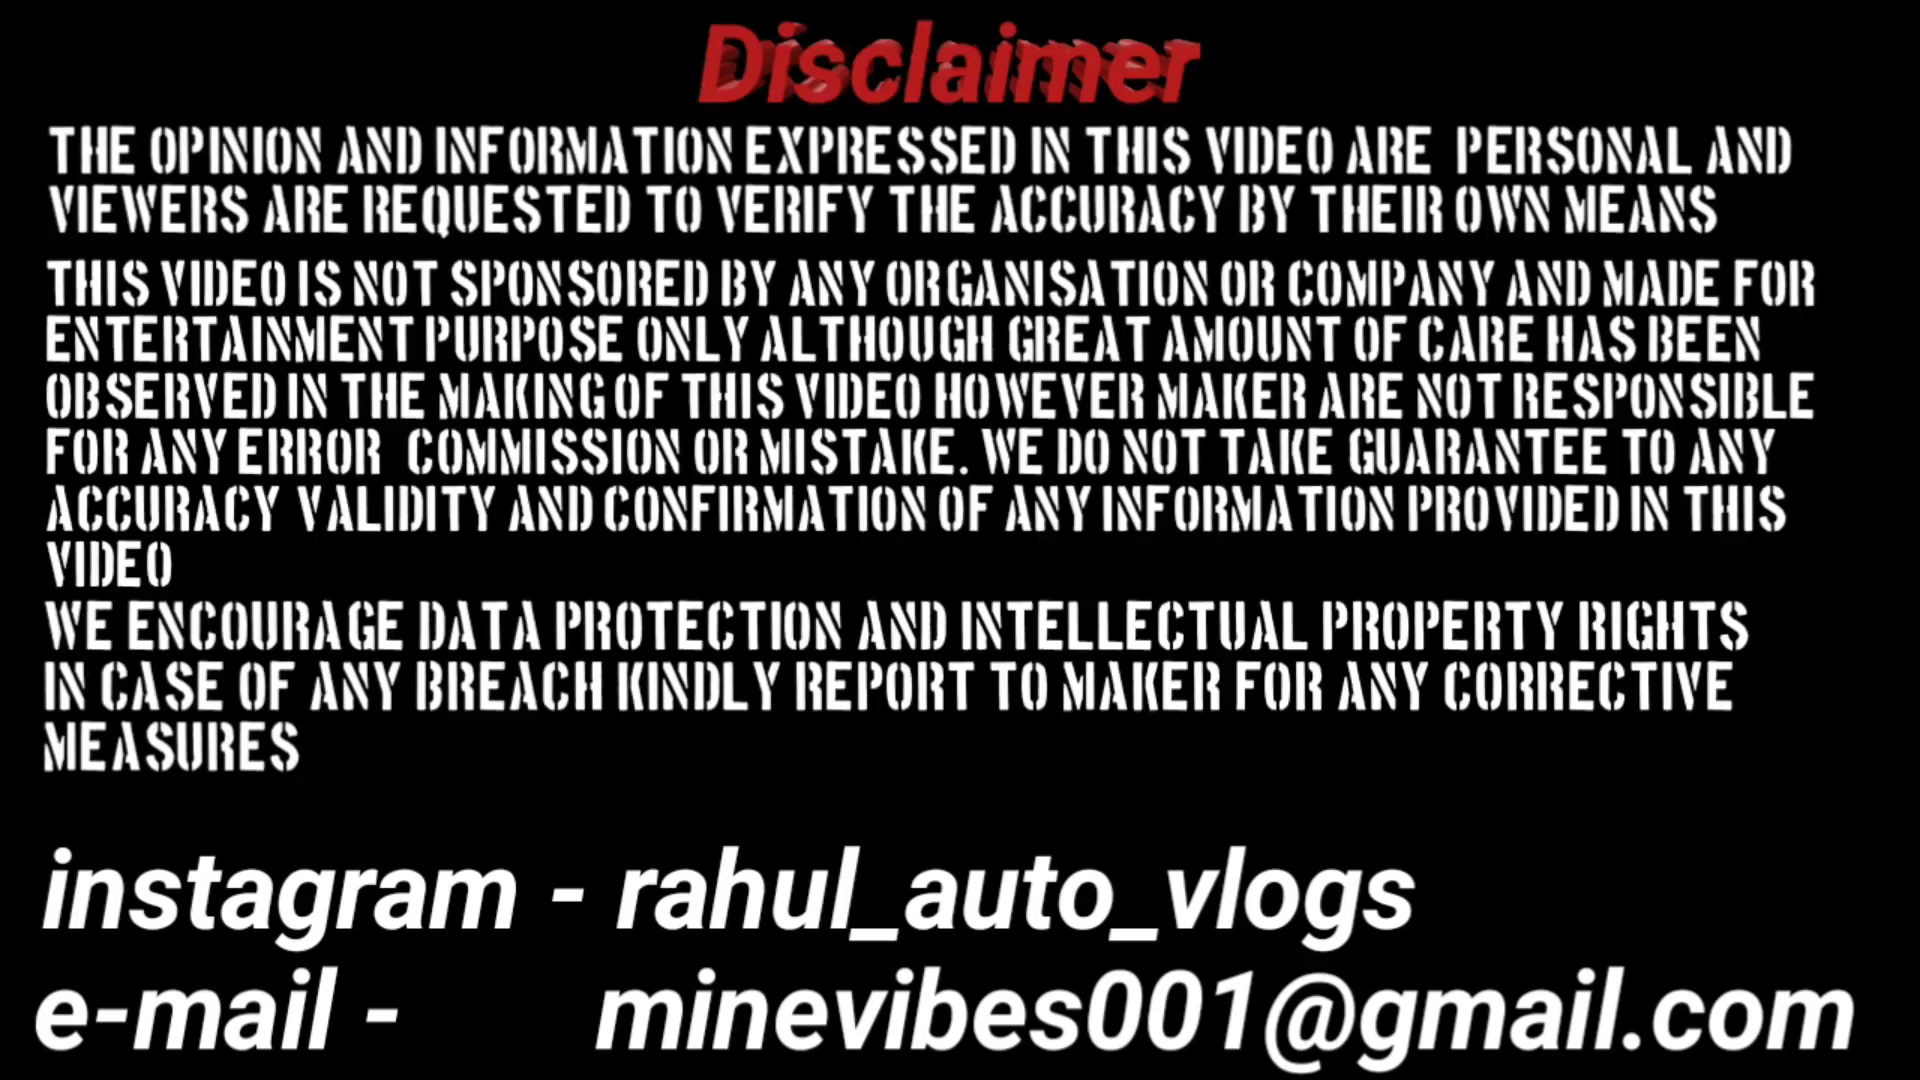 Disclaimer
THE OPINION AND INFORMATION EXPRESSED IN THIS VIDEO ARE PERSONAL AND
VIEWERS ARE REQUESTED TO VERIFY THE ACCURACY BY THEIR OWN MEANS
THIS VIDEO IS NOT SPONSORED BY ANY ORGANISATION OR COMPANY AND MADE FOR
ENTERTAINMENT PURPOSE ONLY ALTHOUGH GREAT AMOUNT OF CARE HAS BEEN
OBSERVED IN THE MAKING OF THIS VIDEO HOWEVER MAKER ARE NOT RESPONSIBLE
FOR ANY ERROR COMMISSION OR MISTAKE. WE DO NOT TAKE GUARANTEE TO ANY
ACCURACY VALIDITY AND CONFIRMATION OF ANY INFORMATION PROVIDED IN THIS
VIDEO
WE ENCOURAGE DATA PROTECTION AND INTELLECTUAL PROPERTY RIGHTS
IN CASE OF ANY BREACH KINDLY REPORT TO MAKER FOR ANY CORRECTIVE
MEASURES
instagram - rahul_auto_vlogs
e-mail - minevibes001@gmail.com